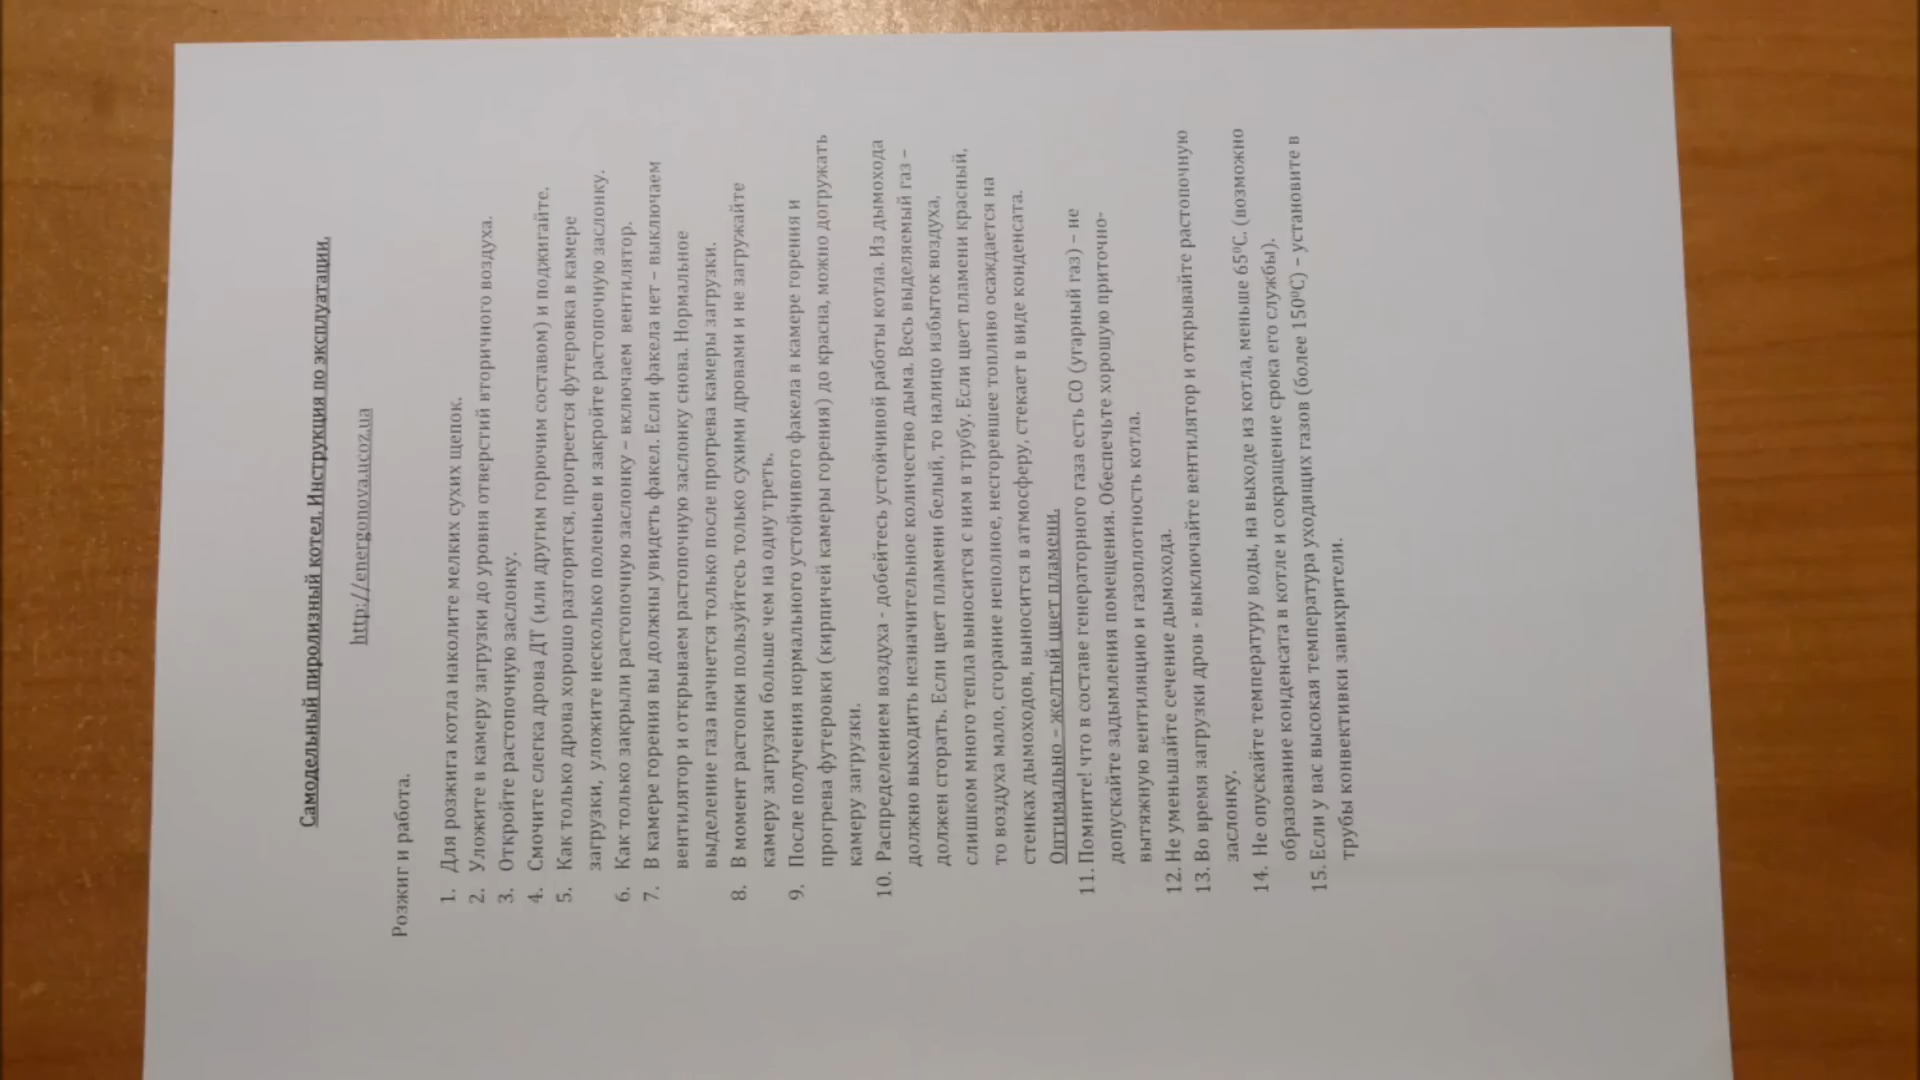 Самодельный пиролизный котел. Инструкция по эксплуатации.
http://energonova.ucoz.ua
Розжиг и работа.
1. Для розжига котла наколите мелких сухих щепок.
2. Уложите в камеру загрузки до уровня отверстий вторичного воздуха.
3. Откройте растопочную заслонку.
4. Смочите слегка дрова ДТ (или другим горючим составом) и поджигайте.
5. Как только дрова хорошо разгорятся, прогреется футеровка в камере
загрузки, уложите несколько поленьев и закройте растопочную заслонку.
6. Как только закрыли растопочную заслонку – включаем вентилятор.
7. В камере горения вы должны увидеть факел. Если факела нет – выключаем
вентилятор и открываем растопочную заслонку снова. Нормальное
выделение газа начнется только после прогрева камеры загрузки.
8. В момент растопки пользуйтесь только сухими дровами и не загружайте
камеру загрузки больше чем на одну треть.
9. После получения нормального устойчивого факела в камере горения и
прогрева футеровки (кирпичей камеры горения) до красна, можно догружать
камеру загрузки.
10. Распределением воздуха - добейтесь устойчивой работы котла. Из дымохода
должно выходить незначительное количество дыма. Весь выделяемый газ –
должен сгорать. Если цвет пламени белый, то налицо избыток воздуха,
слишком много тепла выносится с ним в трубу. Если цвет пламени красный,
то воздуха мало, сгорание неполное, несгоревшее топливо осаждается на
стенках дымоходов, выносится в атмосферу, стекает в виде конденсата.
Оптимально – желтый цвет пламени.
11. Помните! что в составе генераторного газа есть СО (угарный газ) – не
допускайте задымления помещения. Обеспечьте хорошую приточно-
вытяжную вентиляцию и газоплотность котла.
12. Не уменьшайте сечение дымохода.
13. Во время загрузки дров - выключайте вентилятор и открывайте растопочную
заслонку.
14. Не опускайте температуру воды, на выходе из котла, меньше 65⁰С. (возможно
образование конденсата в котле и сокращение срока его службы).
15. Если у вас высокая температура уходящих газов (более 150⁰С) – установите в
трубы конвективки завихрители.